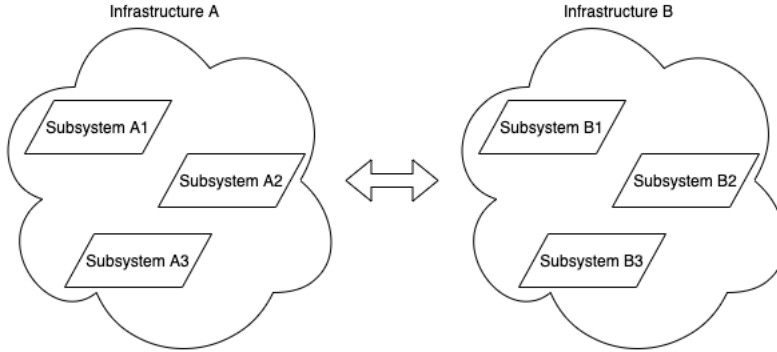 Infrastructure A
Infrastructure B
Subsystem A1
Subsystem A2
Subsystem A3
Subsystem B1
Subsystem B2
Subsystem B3